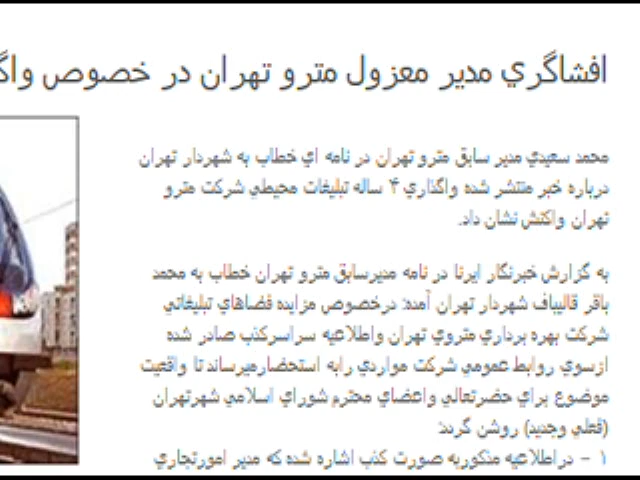 افشاگري مدير معزول مترو تهران در خصوص واگ
محمد سعيدي مدير سابق مترو تهران در نامه اي خطاب به شهردار تهران
درباره خبر منتشر شده واگذاري ۴ ساله تبليغات محيطي شركت مترو
تهران واكنش نشان داد.
به گزارش خبرنگار ايرنا در نامه مديرسابق مترو تهران خطاب به محمد
باقر قاليباف شهردار تهران آمده: درخصوص مزايده فضاهاي تبليغاتي
شركت بهره برداري متروي تهران واطلاعيه سراسركذب صادر شده
ازسوي روابط عمومي شركت مواردي رابه استحضارميرساند تا واقعيت
موضوع براي حضرتعالي واعضاي محترم شوراي اسلامي شهرتهران
(فعلي وجديد) روشن گردد:
۱ - دراطلاعيه مذكوربه صورت كذب اشاره شده كه مدير امورتجاري